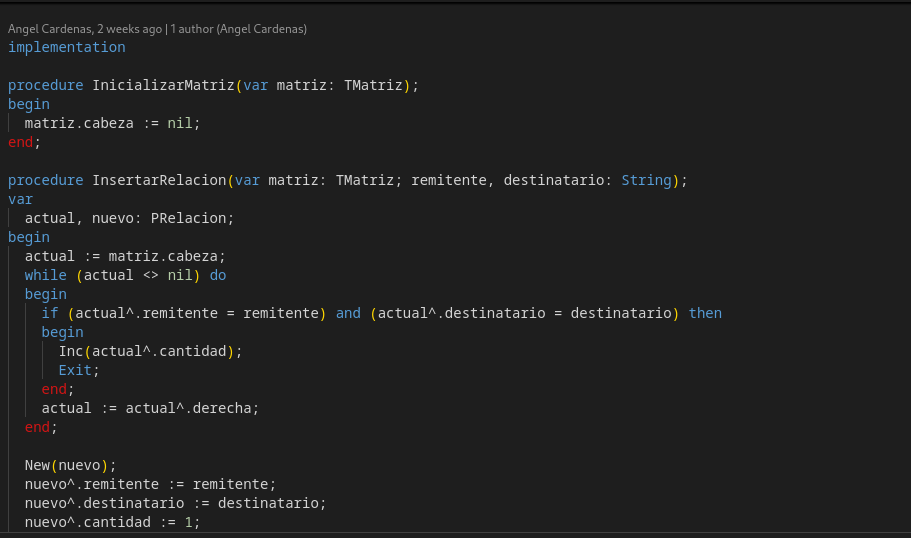 Angel Cardenas, 2 weeks ago | 1 author (Angel Cardenas)
implementation
procedure InicializarMatriz(var matriz: TMatriz);
begin
matriz.cabeza := nil;
end;
procedure InsertarRelacion(var matriz: TMatriz; remitente, destinatario: String);
var
actual, nuevo: PRelacion;
begin
actual := matriz.cabeza;
while (actual <> nil) do
begin
if (actual^.remitente = remitente) and (actual^.destinatario = destinatario) then
begin
Inc(actual^.cantidad);
Exit;
end;
actual := actual^.derecha;
end;
New(nuevo);
nuevo^.remitente := remitente;
nuevo^.destinatario := destinatario;
nuevo^.cantidad := 1;